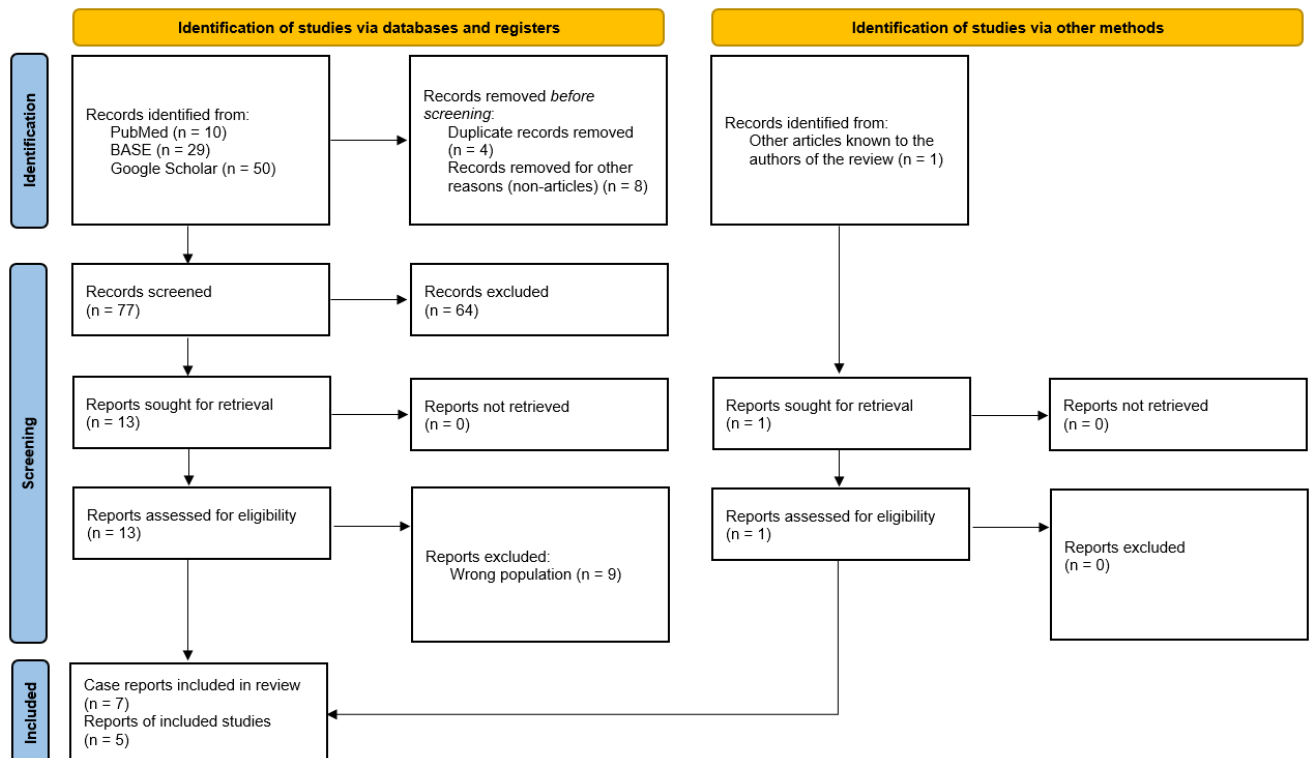 Identification of studies via databases and registers
Identification of studies via other methods
Identification
Records identified from:
PubMed (n = 10)
BASE (n = 29)
Google Scholar (n = 50)
Records removed before
screening:
Duplicate records removed
(n = 4)
Records removed for other
reasons (non-articles) (n = 8)
Records identified from:
Other articles known to the
authors of the review (n = 1)
Screening
Records screened
(n = 77)
Records excluded
(n = 64)
Reports sought for retrieval
(n = 13)
Reports not retrieved
(n = 0)
Reports sought for retrieval
(n = 1)
Reports not retrieved
(n = 0)
Reports assessed for eligibility
(n = 13)
Reports excluded:
Wrong population (n = 9)
Reports assessed for eligibility
(n = 1)
Reports excluded
(n = 0)
Included
Case reports included in review
(n = 7)
Reports of included studies
(n = 5)